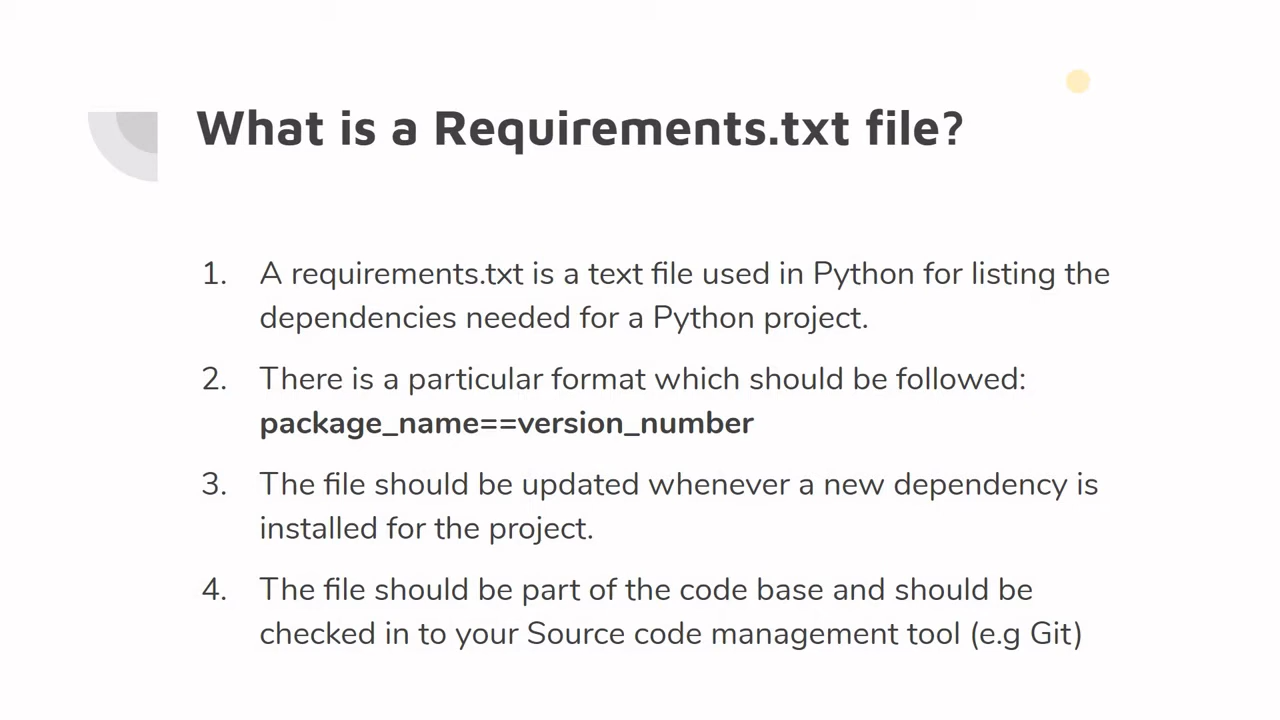 What is a Requirements.txt file?
1. A requirements.txt is a text file used in Python for listing the
dependencies needed for a Python project.
2. There is a particular format which should be followed:
package_name==version_number
3. The file should be updated whenever a new dependency is
installed for the project.
4. The file should be part of the code base and should be
checked in to your Source code management tool (e.g Git)